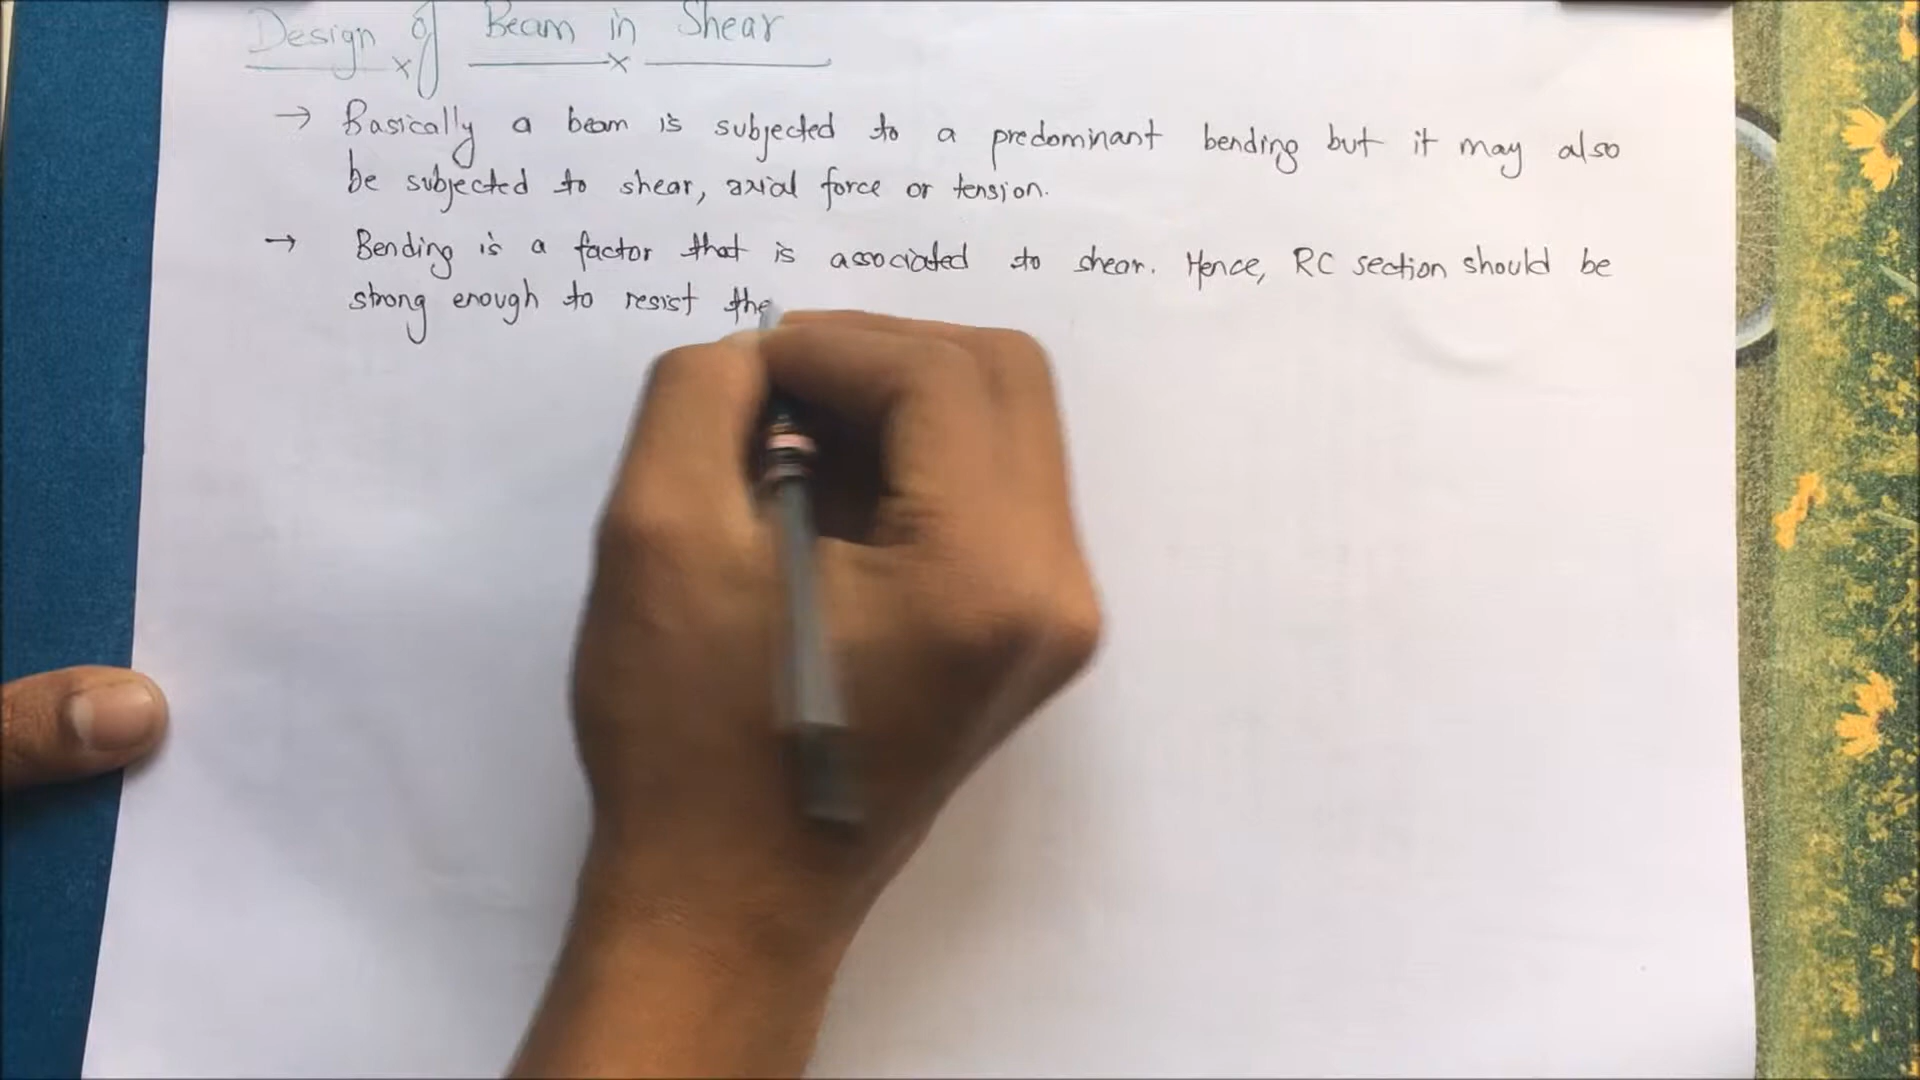 Design of Beam in Shear
→ Basically a beam is subjected to a predominant bending but it may also
be subjected to shear, axial force or tension.
→ Bending is a factor that is associated to shear. Hence, RC section should be
strong enough to resist the